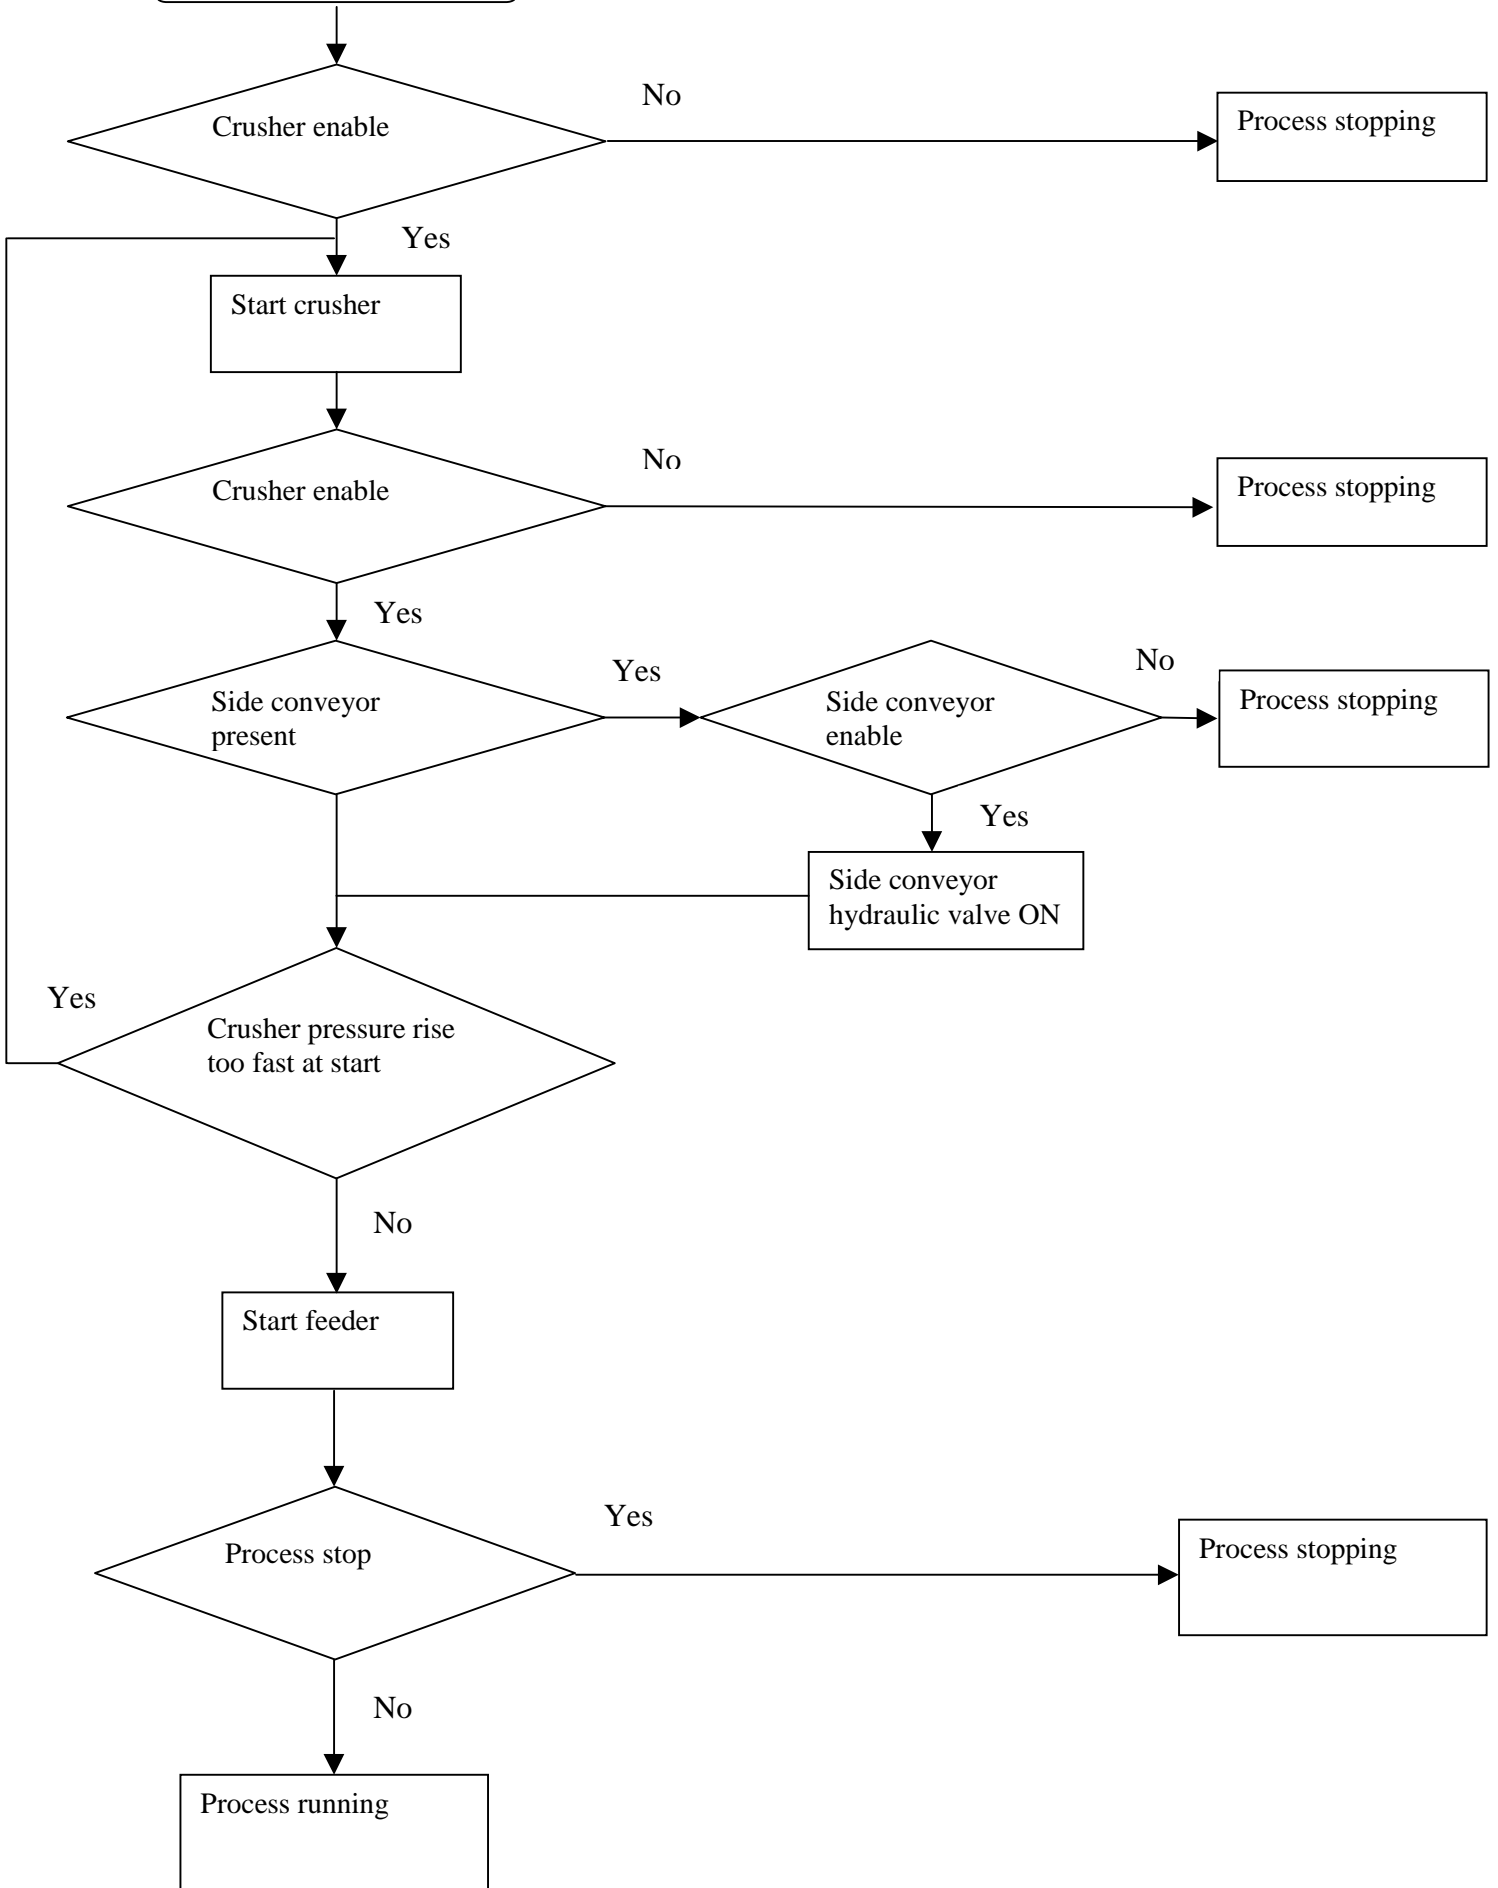 No
Crusher enable
Process stopping
Yes
Start crusher
No
Crusher enable
Process stopping
Yes
Side conveyor
present
Yes
Side conveyor
enable
No
Process stopping
Yes
Side conveyor
hydraulic valve ON
Yes
Crusher pressure rise
too fast at start
No
Start feeder
Yes
Process stop
Process stopping
No
Process running